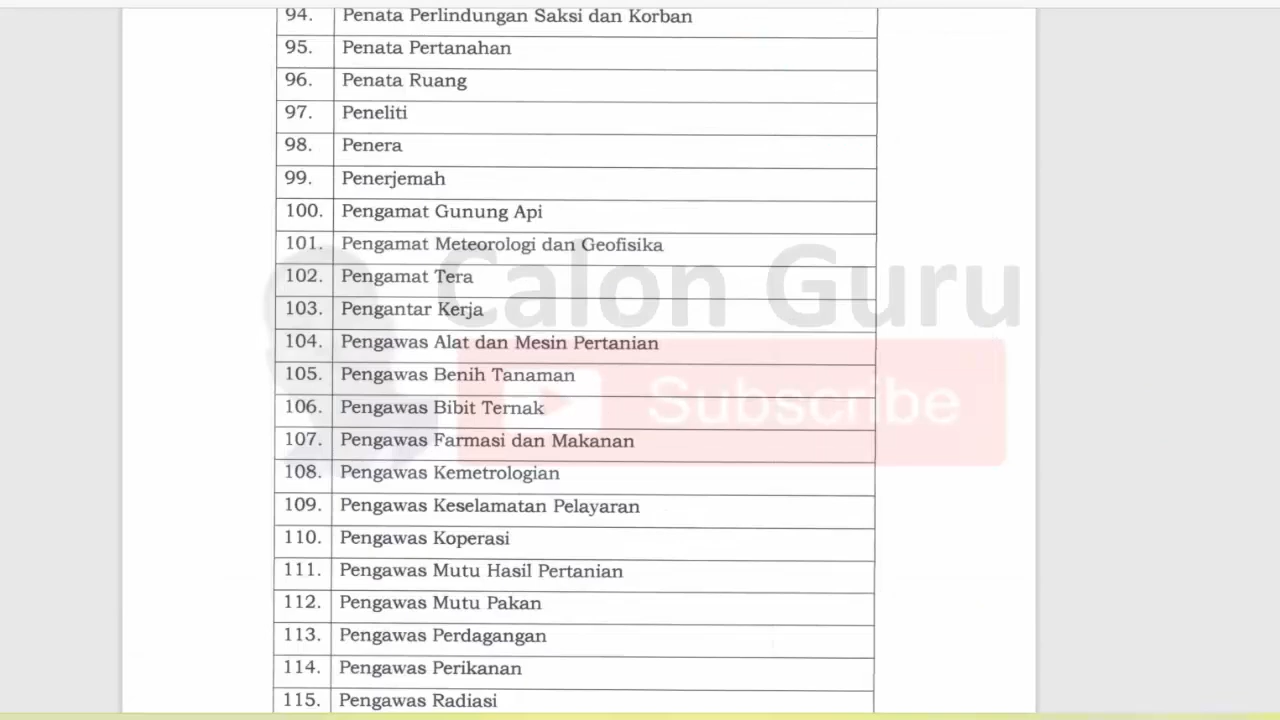 94. Penata Perlindungan Saksi dan Korban
95. Penata Pertanahan
96. Penata Ruang
97. Peneliti
98. Penera
99. Penerjemah
100. Pengamat Gunung Api
101. Pengamat Meteorologi dan Geofisika
102. Pengamat Tera
103. Pengantar Kerja
104. Pengawas Alat dan Mesin Pertanian
105. Pengawas Benih Tanaman
106. Pengawas Bibit Ternak
107. Pengawas Farmasi dan Makanan
108. Pengawas Kemetrologian
109. Pengawas Keselamatan Pelayaran
110. Pengawas Koperasi
111. Pengawas Mutu Hasil Pertanian
112. Pengawas Mutu Pakan
113. Pengawas Perdagangan
114. Pengawas Perikanan
115. Pengawas Radiasi
Calon Guru
Subscribe